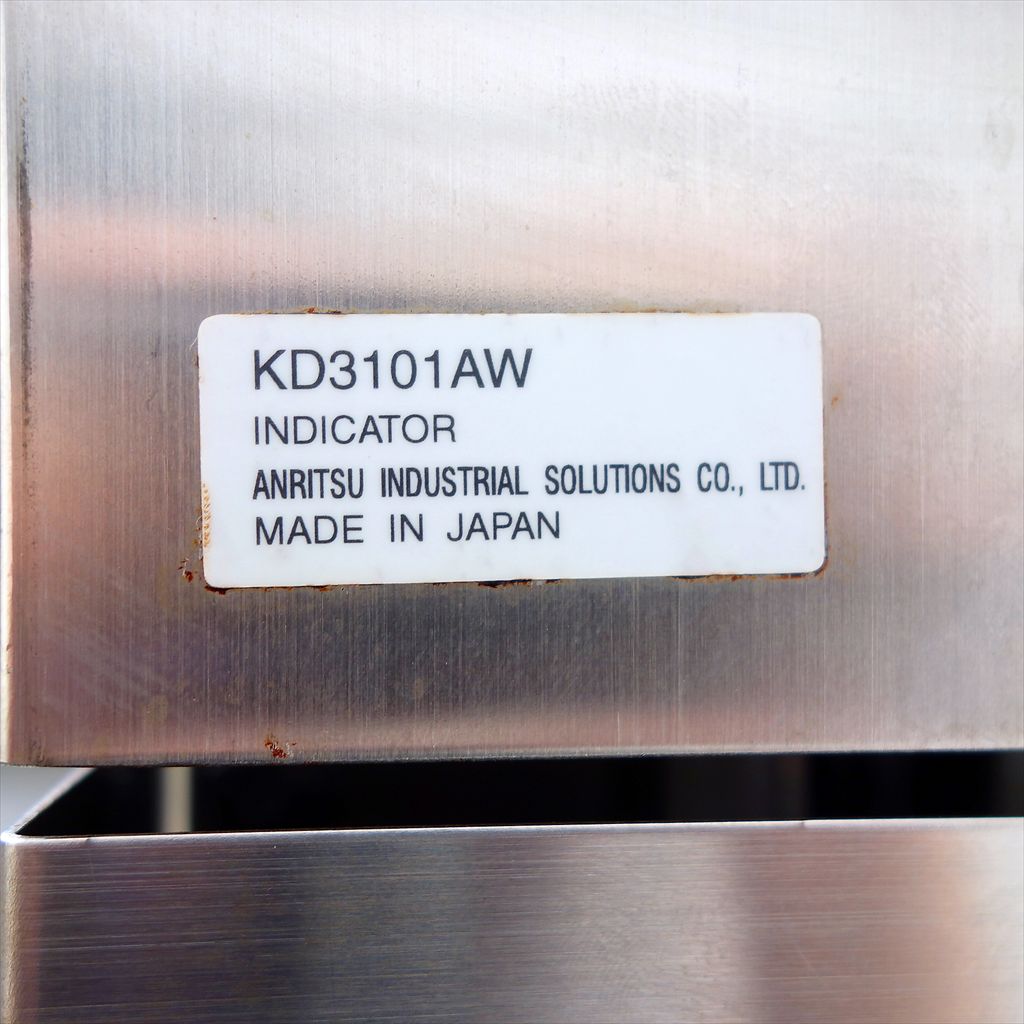 KD3101AW
INDICATOR
ANRITSU INDUSTRIAL SOLUTIONS CO., LTD.
MADE IN JAPAN